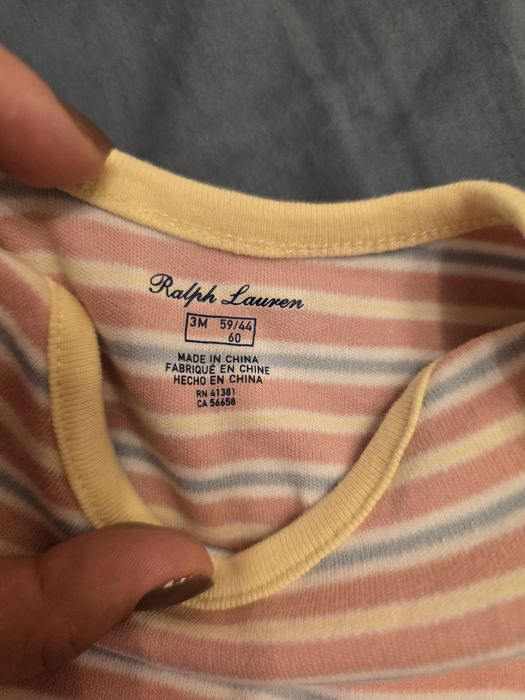 Ralph Lauren
3M 59/44
60
MADE IN CHINA
FABRIQUÉ EN CHINE
HECHO EN CHINA
RN 41381
CA 56658